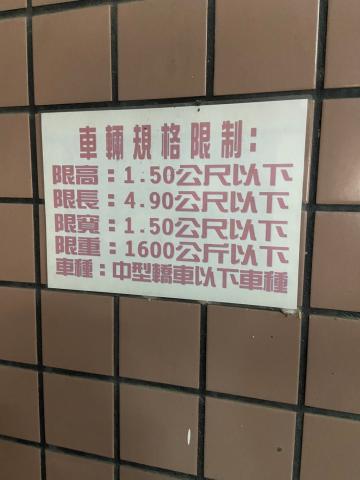 車輛規格限制:
限高:1.50公尺以下
限長:4.90公尺以下
限寬:1.50公尺以下
限重:1600公斤以下
車種:中型轎車以下車種